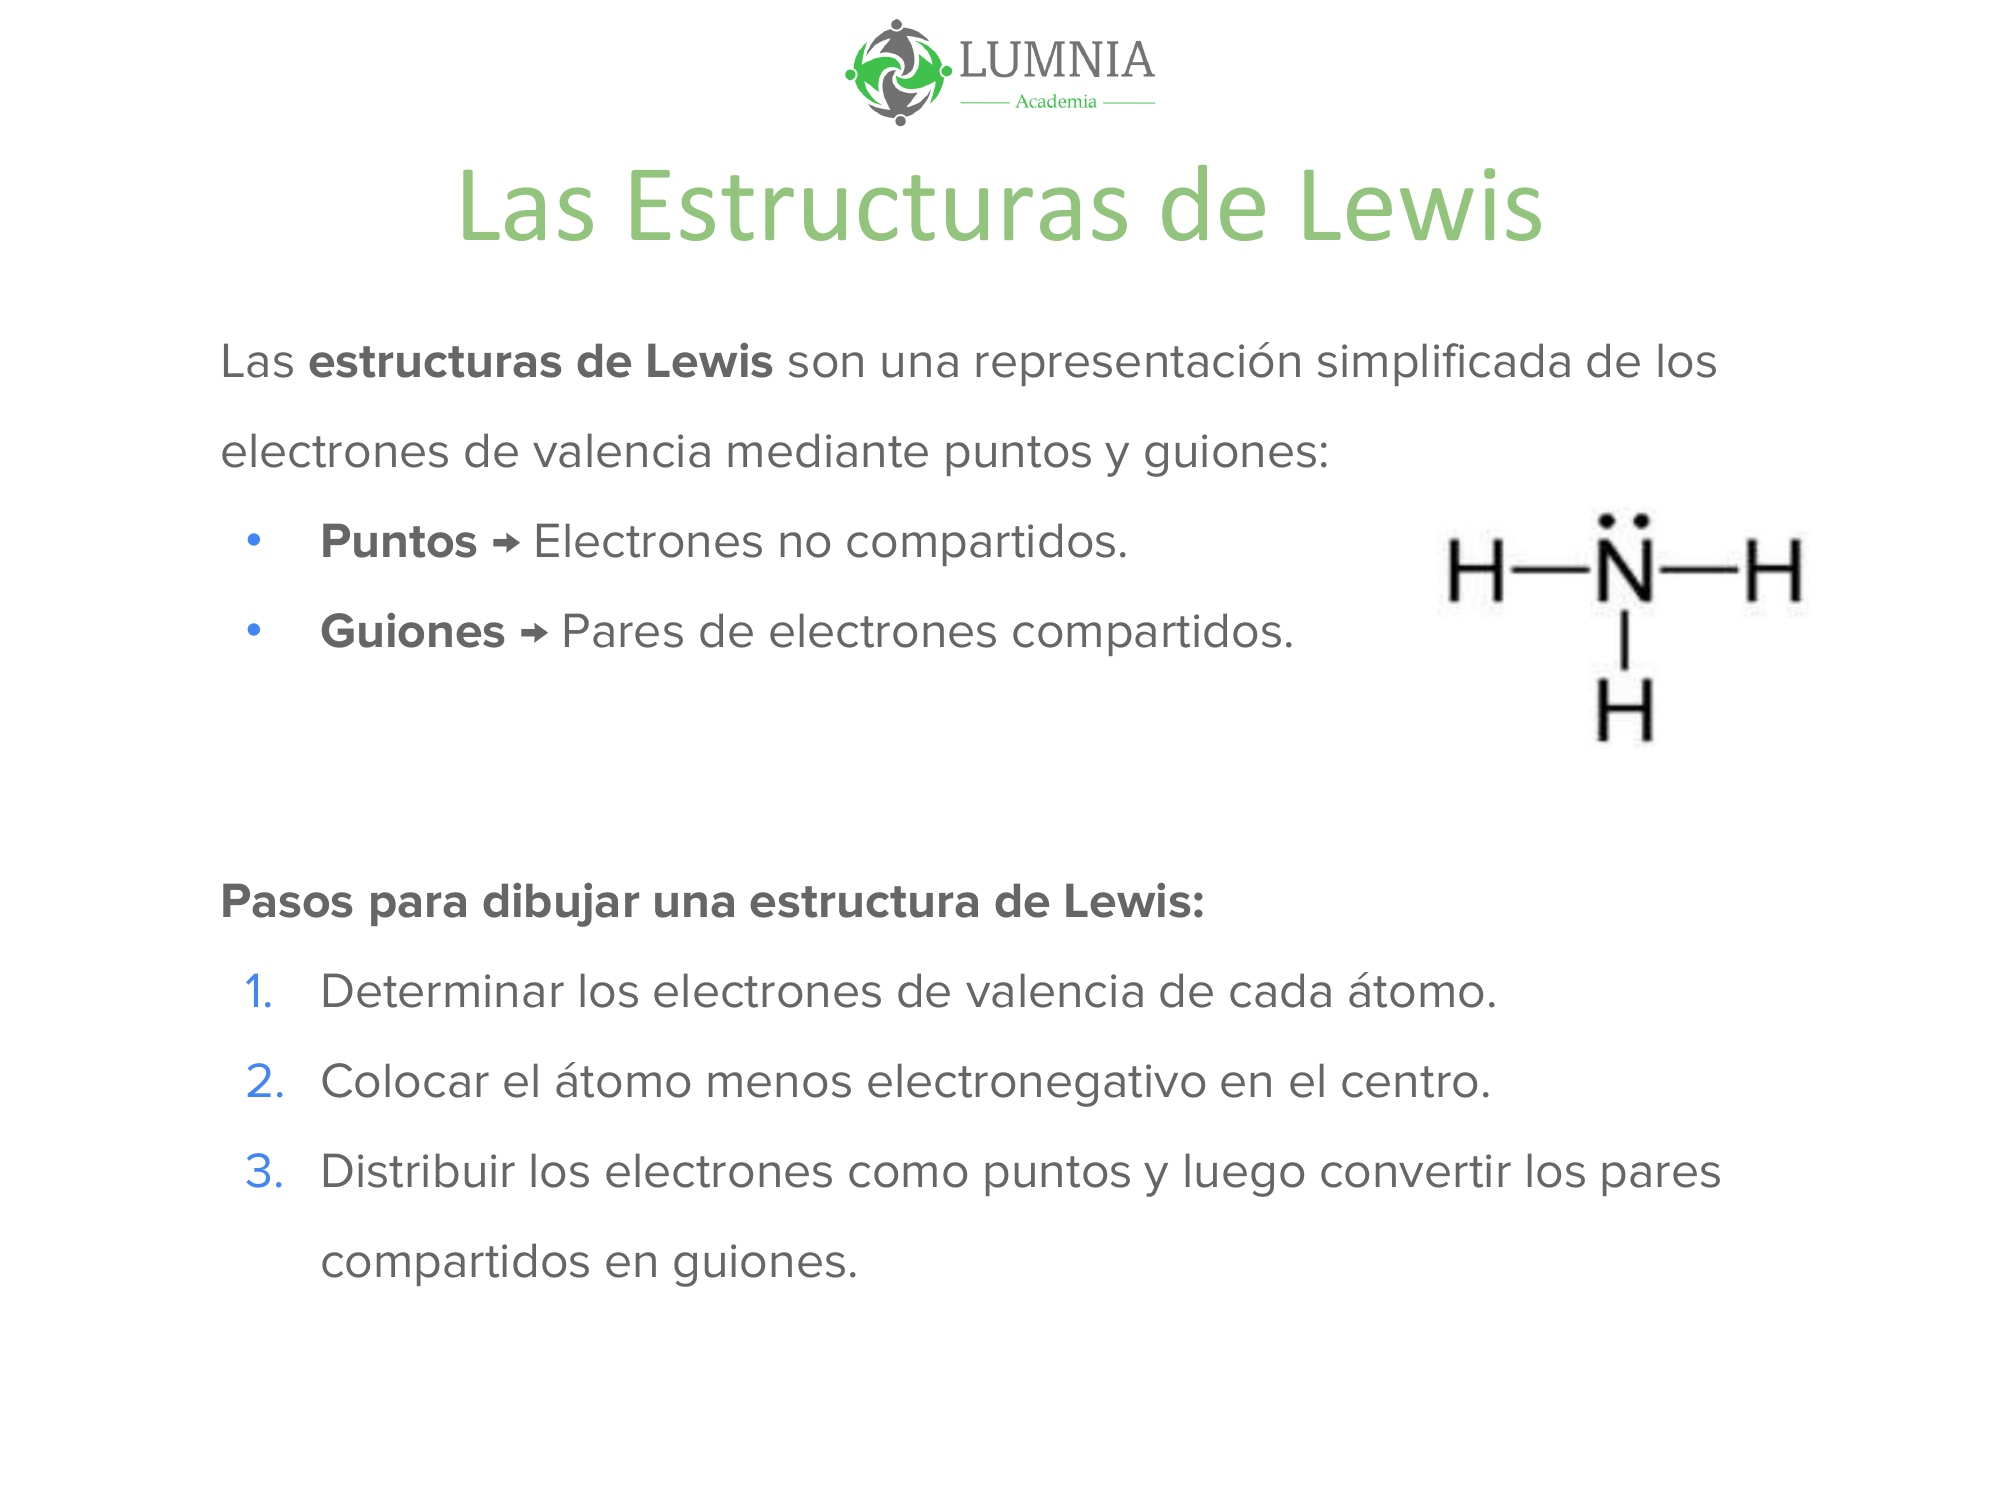 LUMNIA
Academia
Las Estructuras de Lewis
Las estructuras de Lewis son una representación simplificada de los
electrones de valencia mediante puntos y guiones:
• Puntos → Electrones no compartidos.
• Guiones → Pares de electrones compartidos.
H—N—H
H
Pasos para dibujar una estructura de Lewis:
1. Determinar los electrones de valencia de cada átomo.
2. Colocar el átomo menos electronegativo en el centro.
3. Distribuir los electrones como puntos y luego convertir los pares
compartidos en guiones.